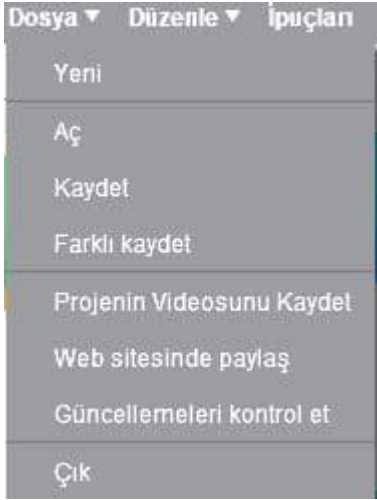 Dosya ▼ Düzenle ▼ İpuçları
Yeni
Aç
Kaydet
Farklı kaydet
Projenin Videosunu Kaydet
Web sitesinde paylaş
Güncellemeleri kontrol et
Çık